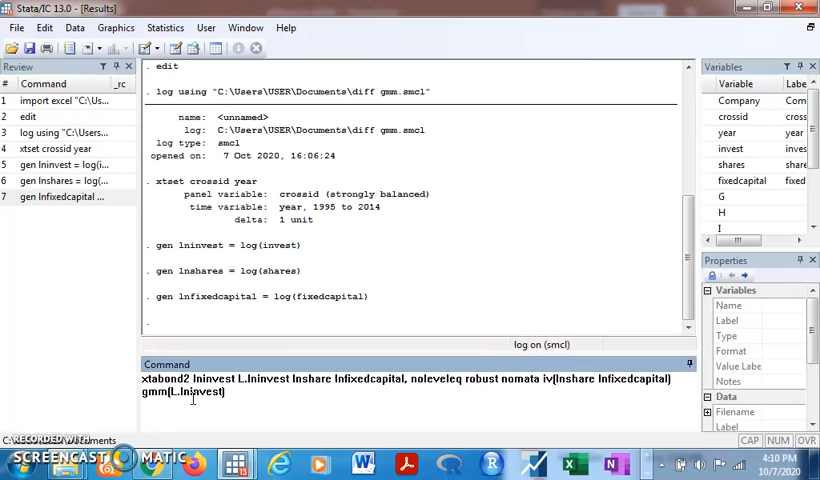 Stata/IC 13.0 - [Results]
File Edit Data Graphics Statistics User Window Help
Review
# Command _rc
1 import excel "C:\Us...
2 edit
3 log using "C:\Users...
4 xtset crossid year
5 gen lninvest = log(i...
6 gen lnshares = log(...
7 gen lnfixedcapital ...
. edit
. log using "C:\Users\USER\Documents\diff gmm.smcl"
name: <unnamed>
log: C:\Users\USER\Documents\diff gmm.smcl
log type: smcl
opened on: 7 Oct 2020, 16:06:24
. xtset crossid year
panel variable: crossid (strongly balanced)
time variable: year, 1995 to 2014
delta: 1 unit
. gen lninvest = log(invest)
. gen lnshares = log(shares)
. gen lnfixedcapital = log(fixedcapital)
.
log on (smcl)
Command
xtabond2 lninvest L.lninvest lnshare lnfixedcapital, noleveleq robust nomata iv(lnshare lnfixedcapital)
gmm(L.lninvest)
Variables
Variable Labe
Company Com
crossid cross
year year
invest invest
shares shares
fixedcapital fixed
G
H
I
Properties
Variables
Name
Label
Type
Format
Value Labe
Notes
Data
Filename
Label
RECORDED WITH
SCREENCAST MATIC
CAP NUM OVR
4:10 PM
10/7/2020